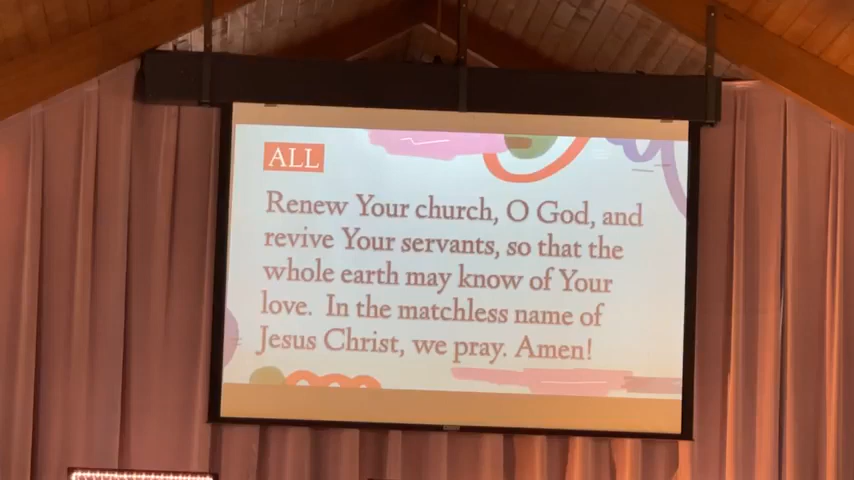 ALL
Renew Your church, O God, and
revive Your servants, so that the
whole earth may know of Your
love. In the matchless name of
Jesus Christ, we pray. Amen!